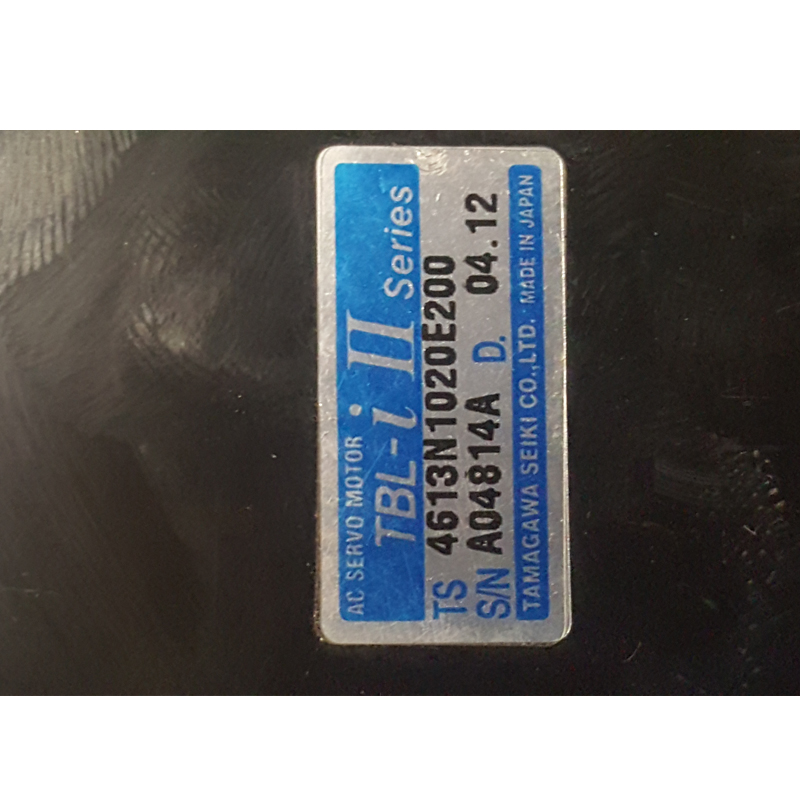 AC SERVO MOTOR
TBL-i II Series
TS 4613N1020E200
S/N A04814A D. 04.12
TAMAGAWA SEIKI CO.,LTD. MADE IN JAPAN